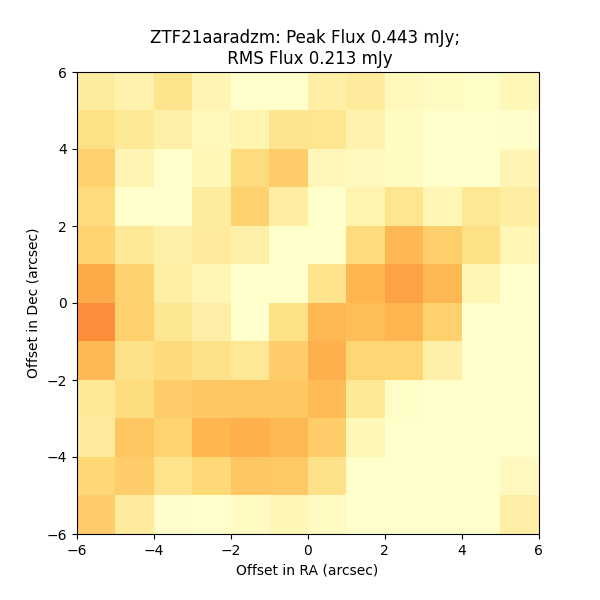 ZTF21aaradzm: Peak Flux 0.443 mJy;
RMS Flux 0.213 mJy
6
4
2
0
−2
−4
−6
Offset in Dec (arcsec)
−6 −4 −2 0 2 4 6
Offset in RA (arcsec)